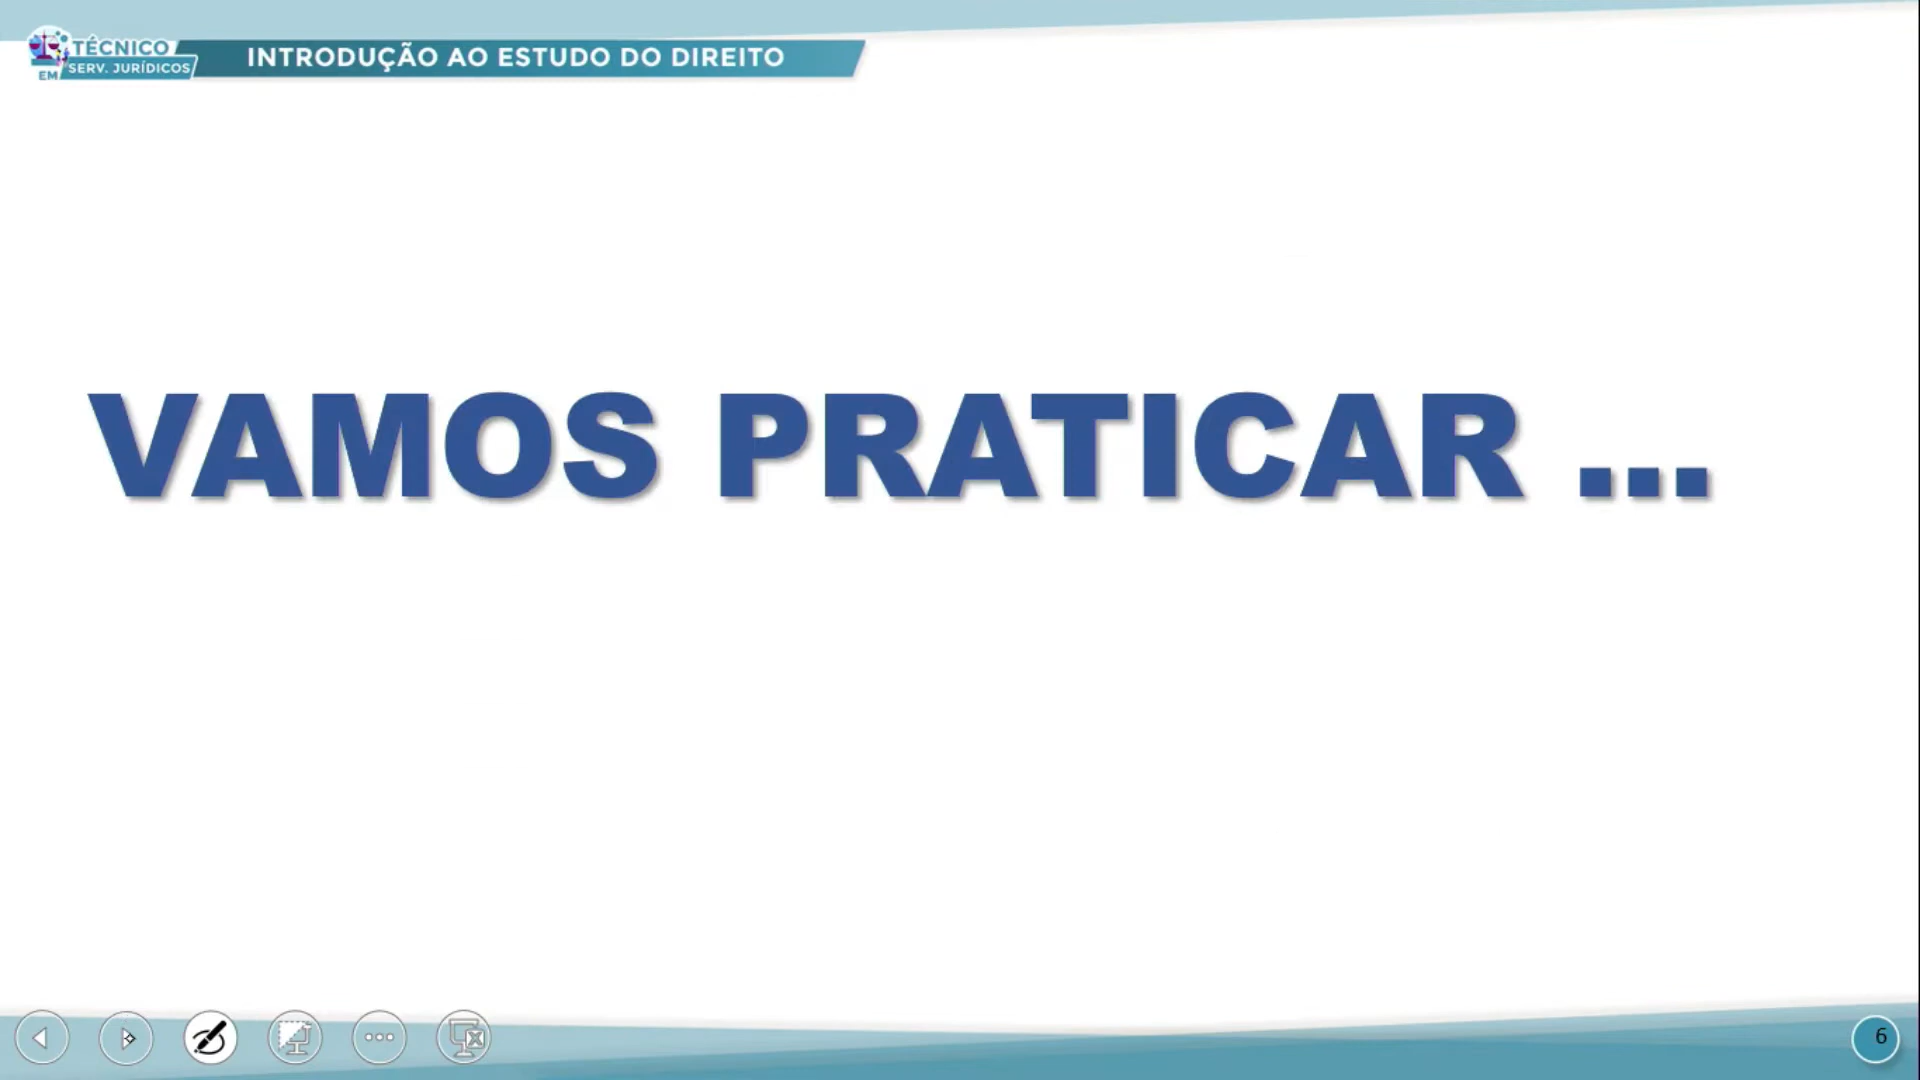 TÉCNICO
EM SERV. JURÍDICOS
INTRODUÇÃO AO ESTUDO DO DIREITO
VAMOS PRATICAR ...
6